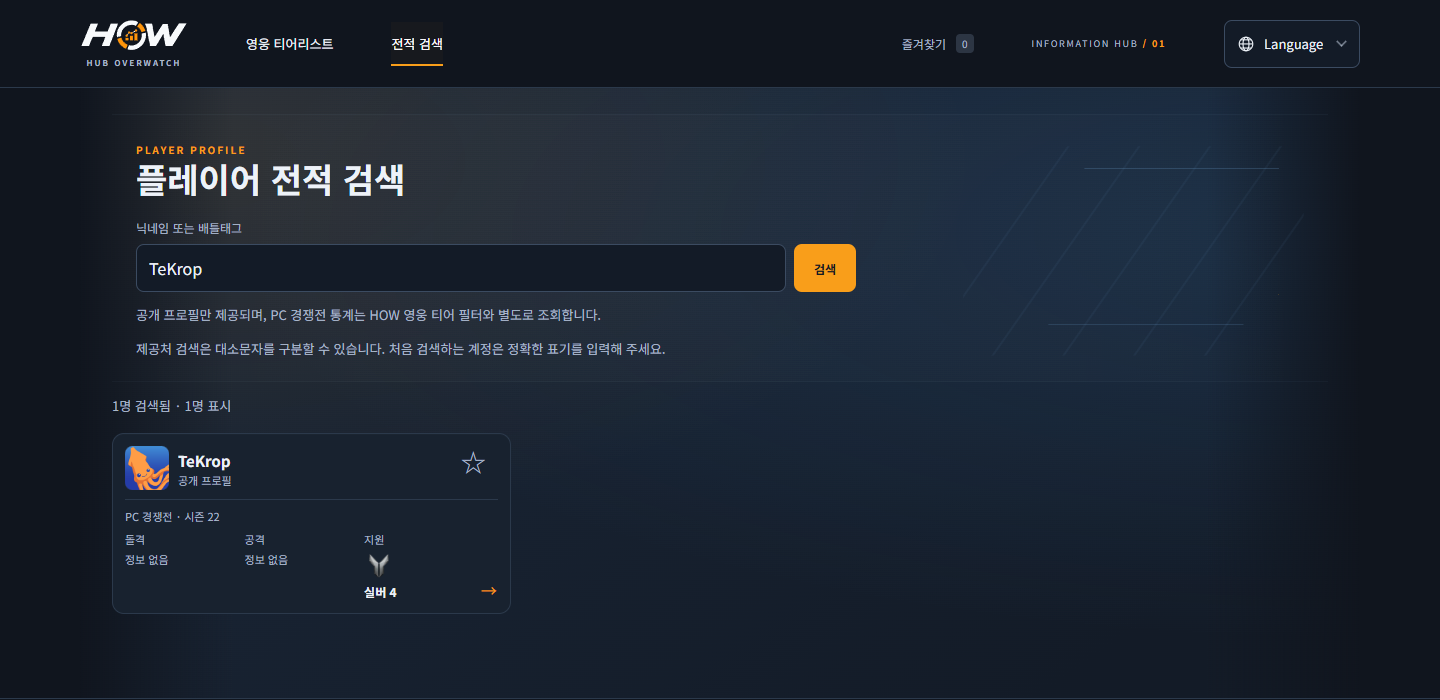 HOW
HUB OVERWATCH
영웅 티어리스트
전적 검색
즐겨찾기 0
INFORMATION HUB / 01
Language
PLAYER PROFILE
플레이어 전적 검색
닉네임 또는 배틀태그
TeKrop
검색
공개 프로필만 제공되며, PC 경쟁전 통계는 HOW 영웅 티어 필터와 별도로 조회합니다.
제공처 검색은 대소문자를 구분할 수 있습니다. 처음 검색하는 계정은 정확한 표기를 입력해 주세요.
1명 검색됨 · 1명 표시
TeKrop
공개 프로필
PC 경쟁전 · 시즌 22
돌격 공격 지원
정보 없음 정보 없음
실버 4 →